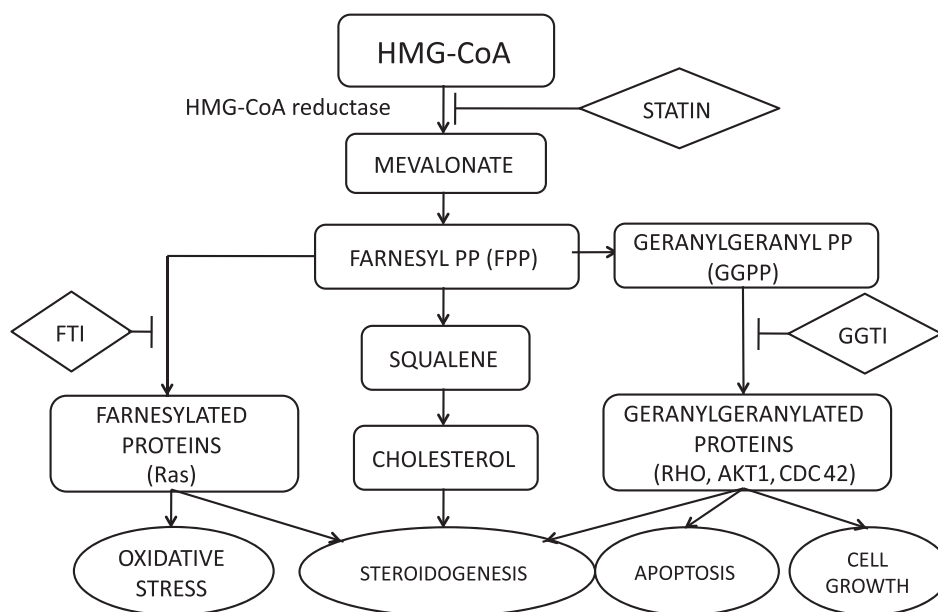 HMG-CoA
HMG-CoA reductase
STATIN
MEVALONATE
FARNESYL PP (FPP)
GERANYLGERANYL PP
(GGPP)
FTI
SQUALENE
GGTI
FARNESYLATED
PROTEINS
(Ras)
CHOLESTEROL
GERANYLGERANYLATED
PROTEINS
(RHO, AKT1, CDC 42)
OXIDATIVE
STRESS
STEROIDOGENESIS
APOPTOSIS
CELL
GROWTH